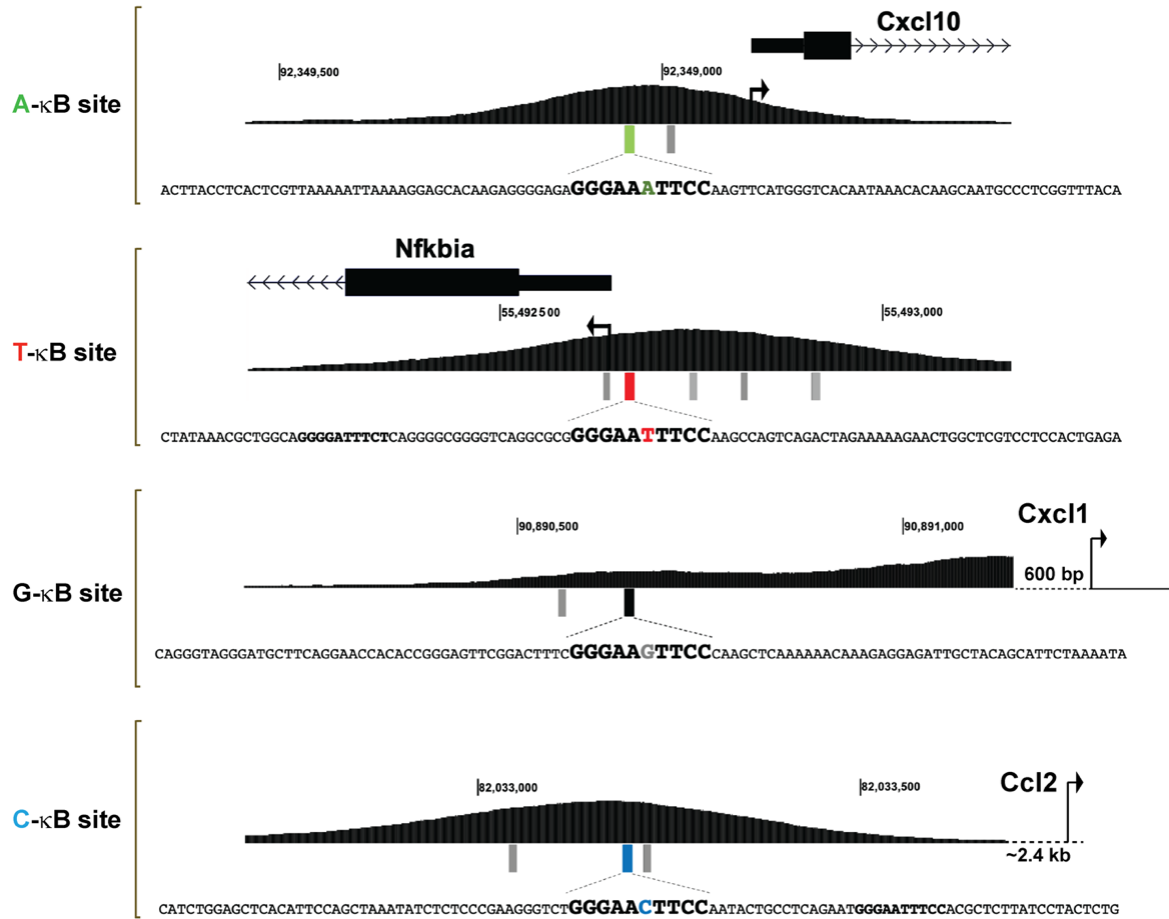 Cxcl10
92,349,500
92,349,000
A-κB site
ACTTACCTCACTCGTTAAAAATTAAAAGGAGCACAAGAGGGGAGAGGGAAATTCCAAGTTCATGGGTCACAATAAACACAAGCAATGCCCTCGGTTTACA
Nfkbia
55,492500
55,493,000
T-κB site
CTATAAACGCTGGCAGGGGATTTCTCAGGGGCGGGGTCAGGCGCGGGGAATTTCCAAGCCAGTCAGACTAGAAAAAGAACTGGCTCGTCCTCCACTGAGA
90,890,500
90,891,000
Cxcl1
600 bp
G-κB site
CAGGGTAGGGATGCTTCAGGAACCACACCGGGAGTTCGGACTTTCGGGAAGTTCCCAAGCTCAAAAAACAAAGAGGAGATTGCTACAGCATTCTAAAATA
82,033,000
82,033,500
Ccl2
C-κB site
~2.4 kb
CATCTGGAGCTCACATTCCAGCTAAATATCTCTCCCGAAGGGTCTGGGAACTTCCAATACTGCCTCAGAATGGGAATTTCCACGCTCTTATCCTACTCTG